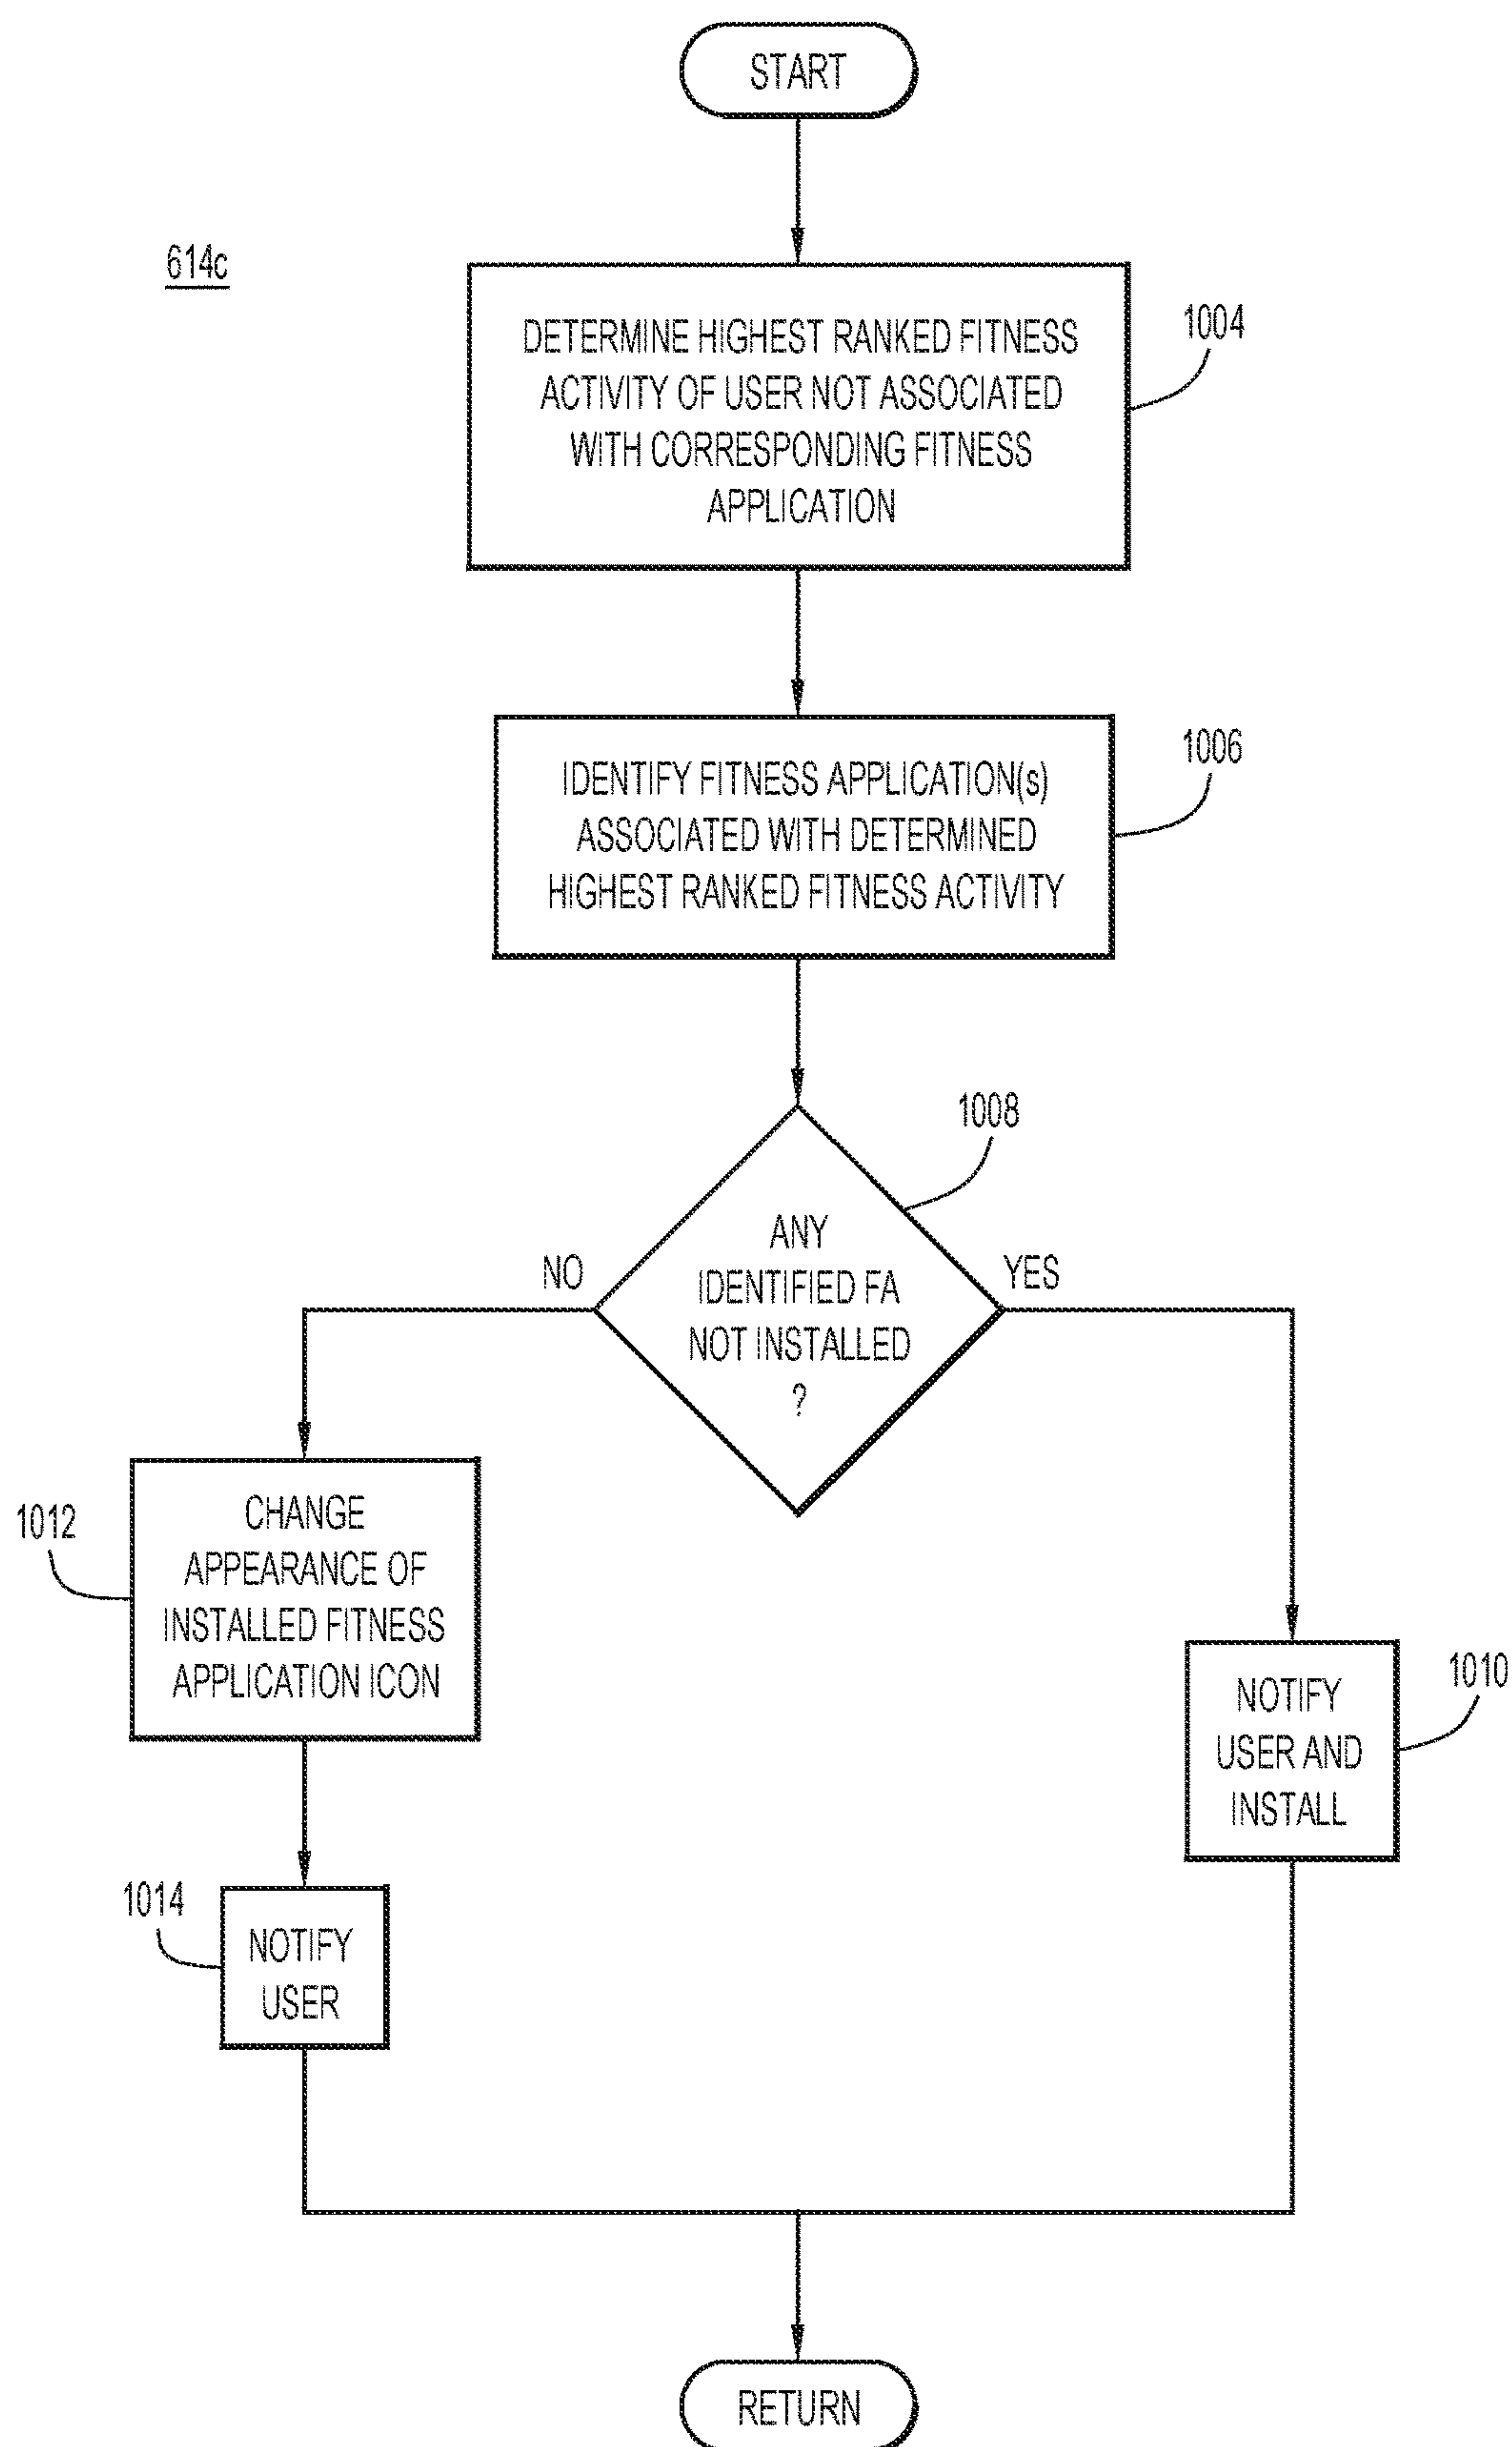 START
614c
DETERMINE HIGHEST RANKED FITNESS
ACTIVITY OF USER NOT ASSOCIATED
WITH CORRESPONDING FITNESS
APPLICATION
1004
IDENTIFY FITNESS APPLICATION(s)
ASSOCIATED WITH DETERMINED
HIGHEST RANKED FITNESS ACTIVITY
1006
1008
ANY
IDENTIFIED FA
NOT INSTALLED
?
NO
YES
1012
CHANGE
APPEARANCE OF
INSTALLED FITNESS
APPLICATION ICON
NOTIFY
USER AND
INSTALL
1010
1014
NOTIFY
USER
RETURN